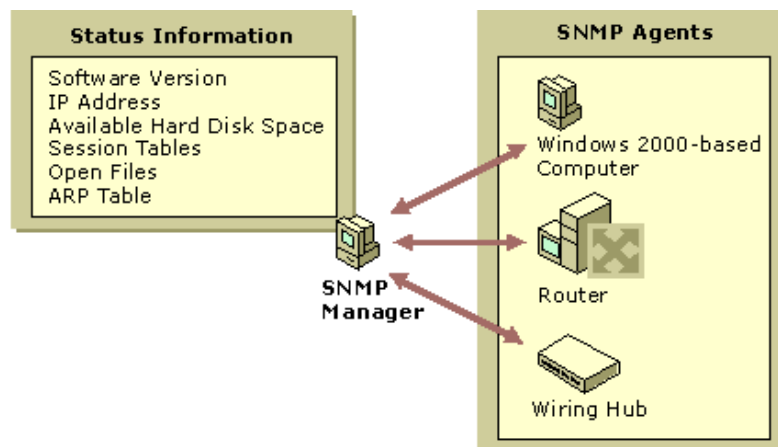 Status Information
Software Version
IP Address
Available Hard Disk Space
Session Tables
Open Files
ARP Table
SNMP
Manager
SNMP Agents
Windows 2000-based
Computer
Router
Wiring Hub